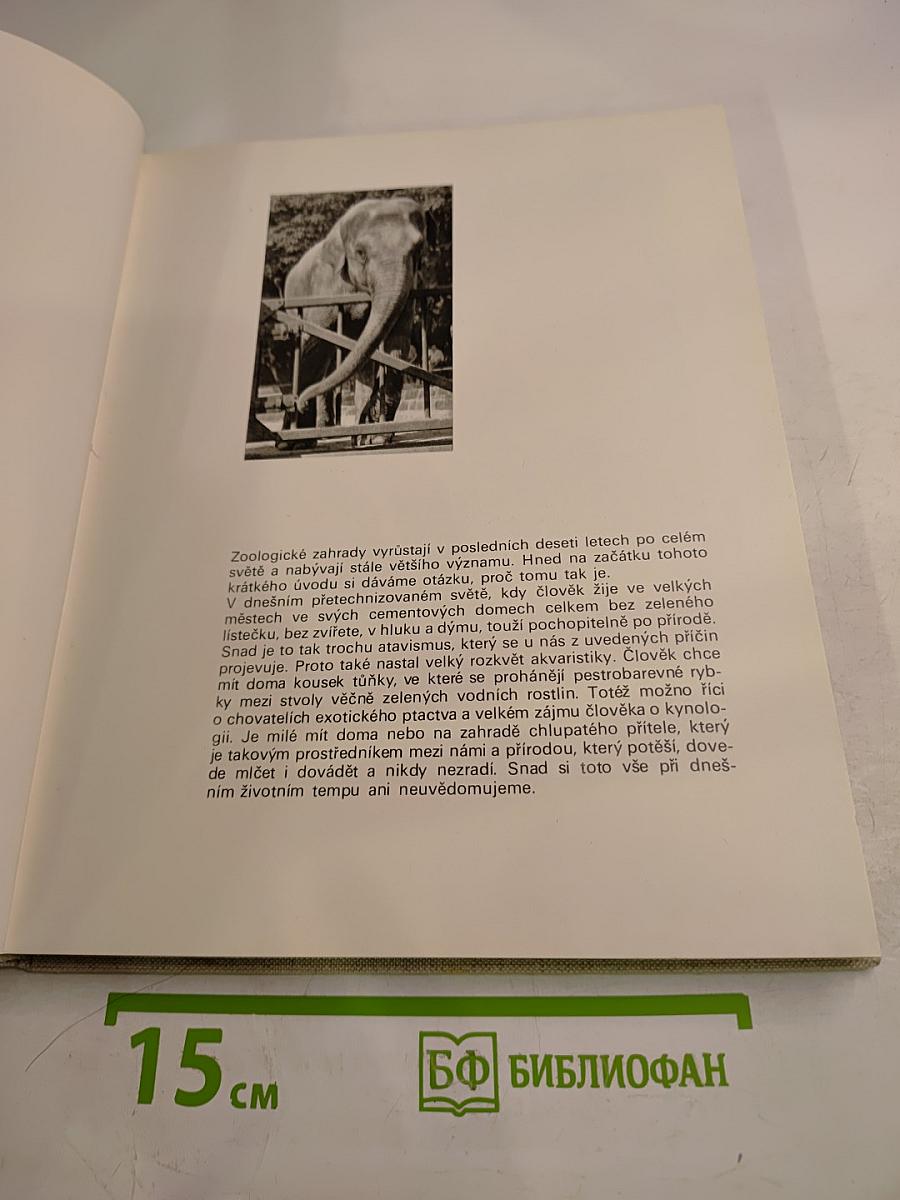 Zoologické zahrady vyrůstají v posledních deseti letech po celém
světě a nabývají stále většího významu. Hned na začátku tohoto
krátkého úvodu si dáváme otázku, proč tomu tak je.
V dnešním přetechnizovaném světě, kdy člověk žije ve velkých
městech ve svých cementových domech celkem bez zeleného
lístečku, bez zvířete, v hluku a dýmu, touží pochopitelně po přírodě.
Snad je to tak trochu atavismus, který se u nás z uvedených příčin
projevuje. Proto také nastal velký rozkvět akvaristiky. Člověk chce
mít doma kousek tůňky, ve které se prohánějí pestrobarevné ryb-
ky mezi stvoly věčně zelených vodních rostlin. Totéž možno říci
o chovatelích exotického ptactva a velkém zájmu člověka o kynolo-
gii. Je milé mít doma nebo na zahradě chlupatého přítele, který
je takovým prostředníkem mezi námi a přírodou, který potěší, dove-
de mlčet i dovádět a nikdy nezradí. Snad si toto vše při dneš-
ním životním tempu ani neuvědomujeme.
15 см
БФ БИБЛИОФАН